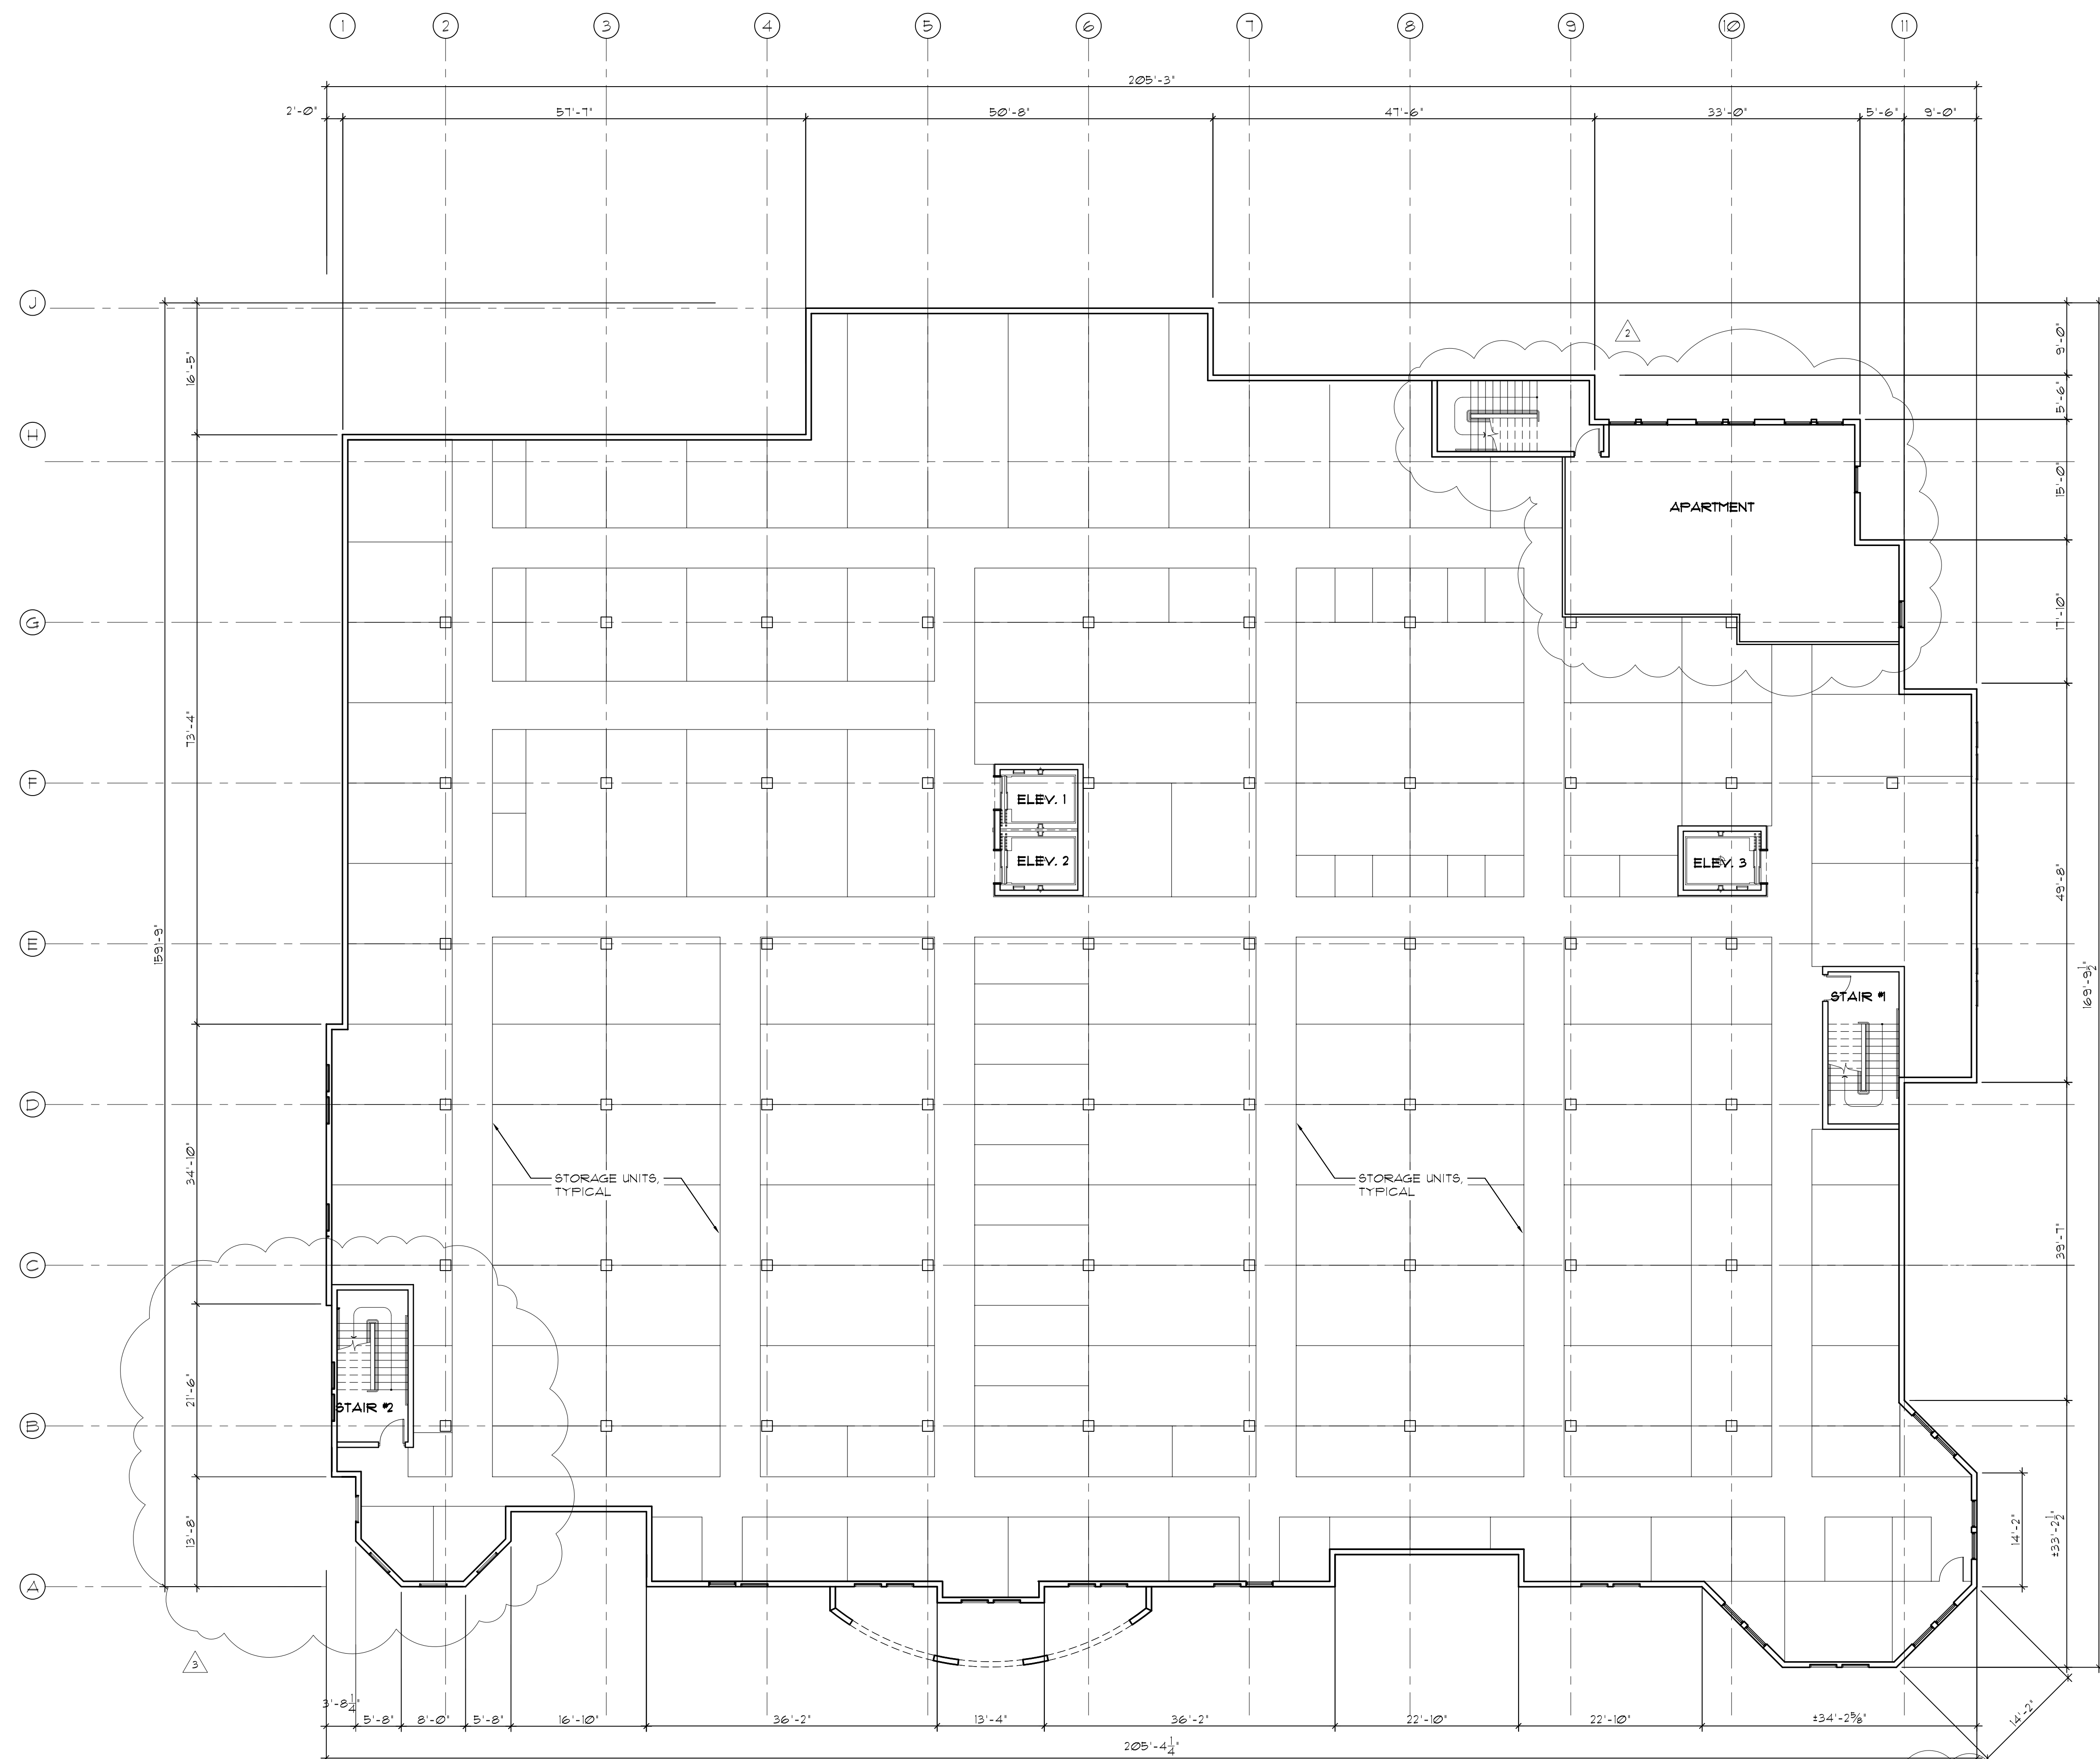 1 2 3 4 5 6 7 8 9 10 11
205'-3"
2'-0" 57'-7" 50'-8" 47'-6" 33'-0" 5'-6" 9'-0"
J
2
9'-0"
16'-5"
5'-6"
H
15'-0"
APARTMENT
17'-10"
G
73'-4"
F
ELEV. 1
ELEV. 2
ELEV. 3
49'-8"
159'-9"
E
169'-9½"
STAIR #1
D
34'-10"
STORAGE UNITS,
TYPICAL
STORAGE UNITS,
TYPICAL
39'-7"
C
21'-6"
STAIR #2
B
13'-8"
14'-2"
±33'-2½"
A
3
3'-8¼"
5'-8" 8'-0" 5'-8" 16'-10" 36'-2" 13'-4" 36'-2" 22'-10" 22'-10" ±34'-2⅝"
14'-2"
205'-4¼"